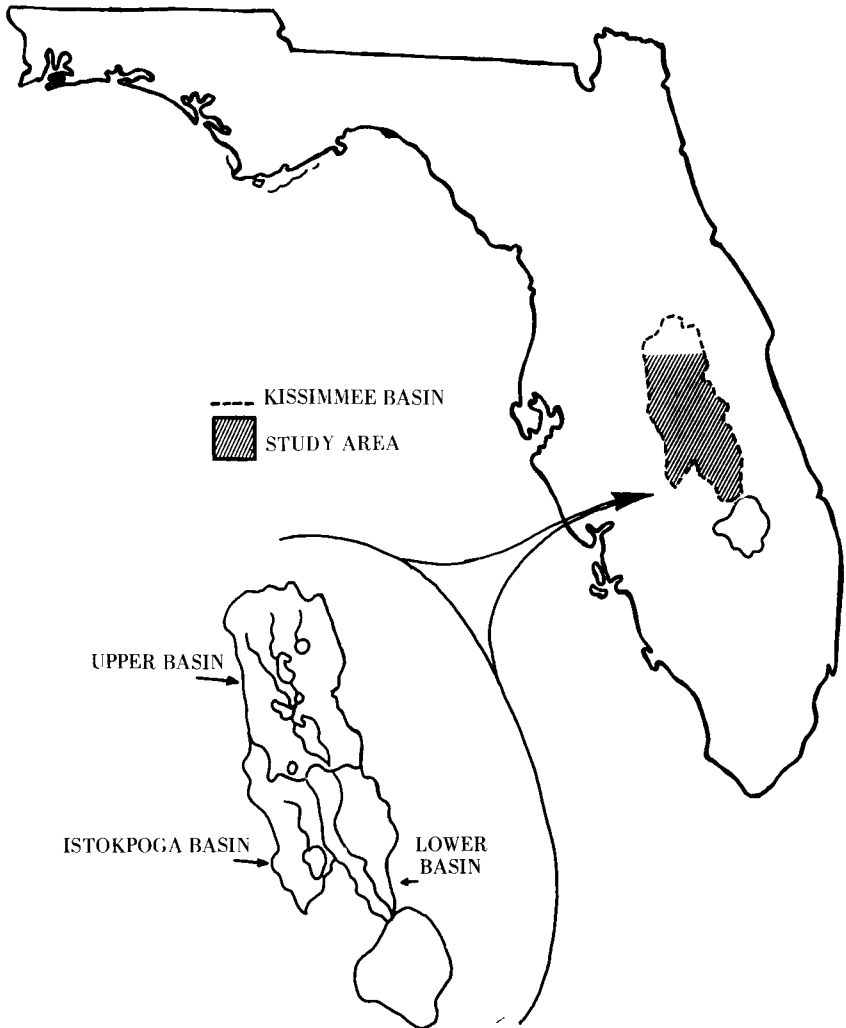 KISSIMMEE BASIN
STUDY AREA
UPPER BASIN
ISTOKPOGA BASIN
LOWER
BASIN